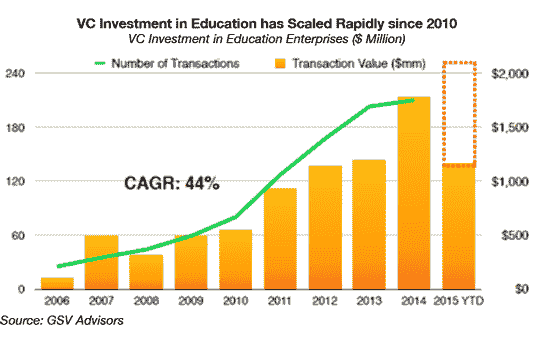 VC Investment in Education has Scaled Rapidly since 2010
VC Investment in Education Enterprises ($ Million)
Number of Transactions
Transaction Value ($mm)
240
180
120
60
0
$2,000
$1,500
$1,000
$500
$0
CAGR: 44%
2006 2007 2008 2009 2010 2011 2012 2013 2014 2015 YTD
Source: GSV Advisors